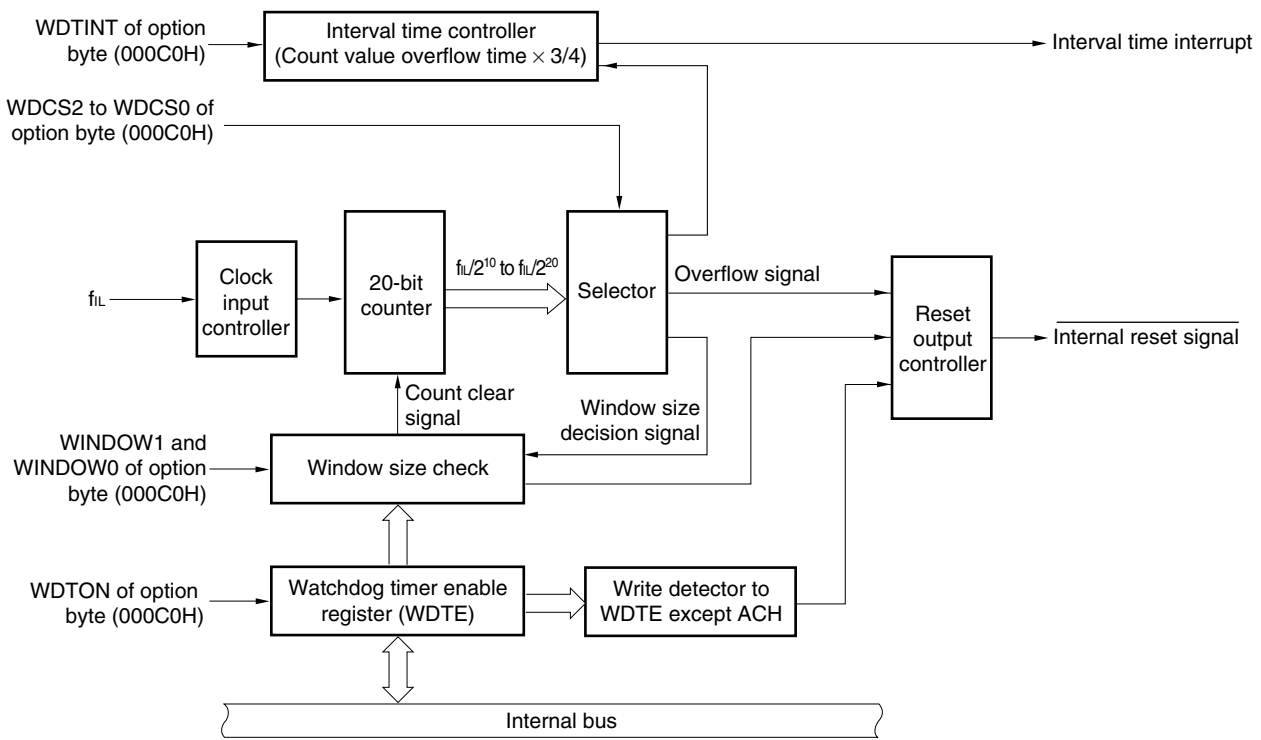 WDTINT of option
byte (000C0H)
Interval time controller
(Count value overflow time × 3/4)
Interval time interrupt
WDCS2 to WDCS0 of
option byte (000C0H)
fIL
Clock
input
controller
20-bit
counter
fIL/2¹⁰ to fIL/2²⁰
Selector
Overflow signal
Reset
output
controller
Internal reset signal
Count clear
signal
Window size
decision signal
WINDOW1 and
WINDOW0 of option
byte (000C0H)
Window size check
WDTON of option
byte (000C0H)
Watchdog timer enable
register (WDTE)
Write detector to
WDTE except ACH
Internal bus